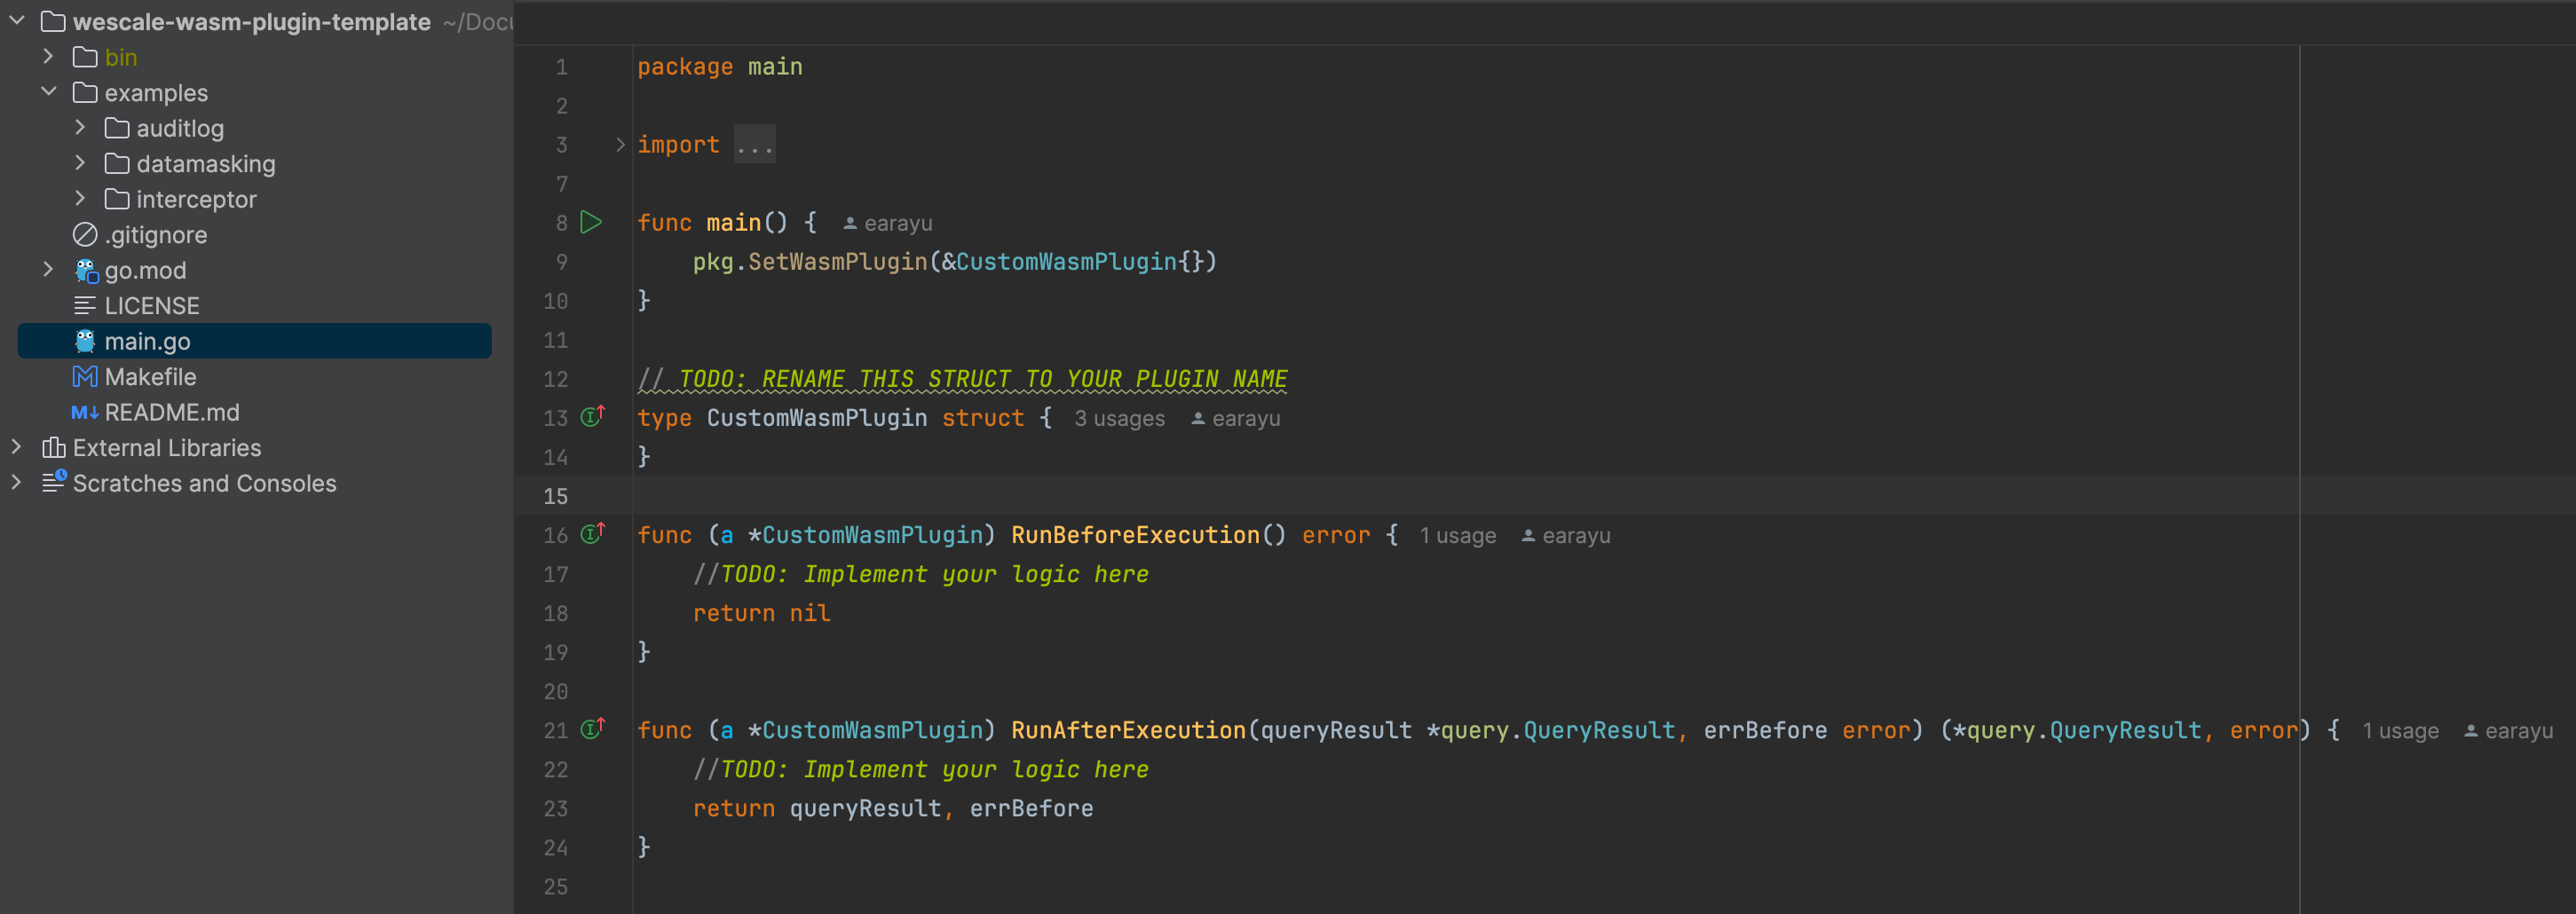 wescale-wasm-plugin-template ~/Docu
bin
examples
auditlog
datamasking
interceptor
.gitignore
go.mod
LICENSE
main.go
Makefile
README.md
External Libraries
Scratches and Consoles
1 package main
2
3 import ...
7
8 func main() { earayu
9 pkg.SetWasmPlugin(&CustomWasmPlugin{})
10 }
11
12 // TODO: RENAME THIS STRUCT TO YOUR PLUGIN NAME
13 type CustomWasmPlugin struct { 3 usages earayu
14 }
15
16 func (a *CustomWasmPlugin) RunBeforeExecution() error { 1 usage earayu
17 //TODO: Implement your logic here
18 return nil
19 }
20
21 func (a *CustomWasmPlugin) RunAfterExecution(queryResult *query.QueryResult, errBefore error) (*query.QueryResult, error) { 1 usage earayu
22 //TODO: Implement your logic here
23 return queryResult, errBefore
24 }
25